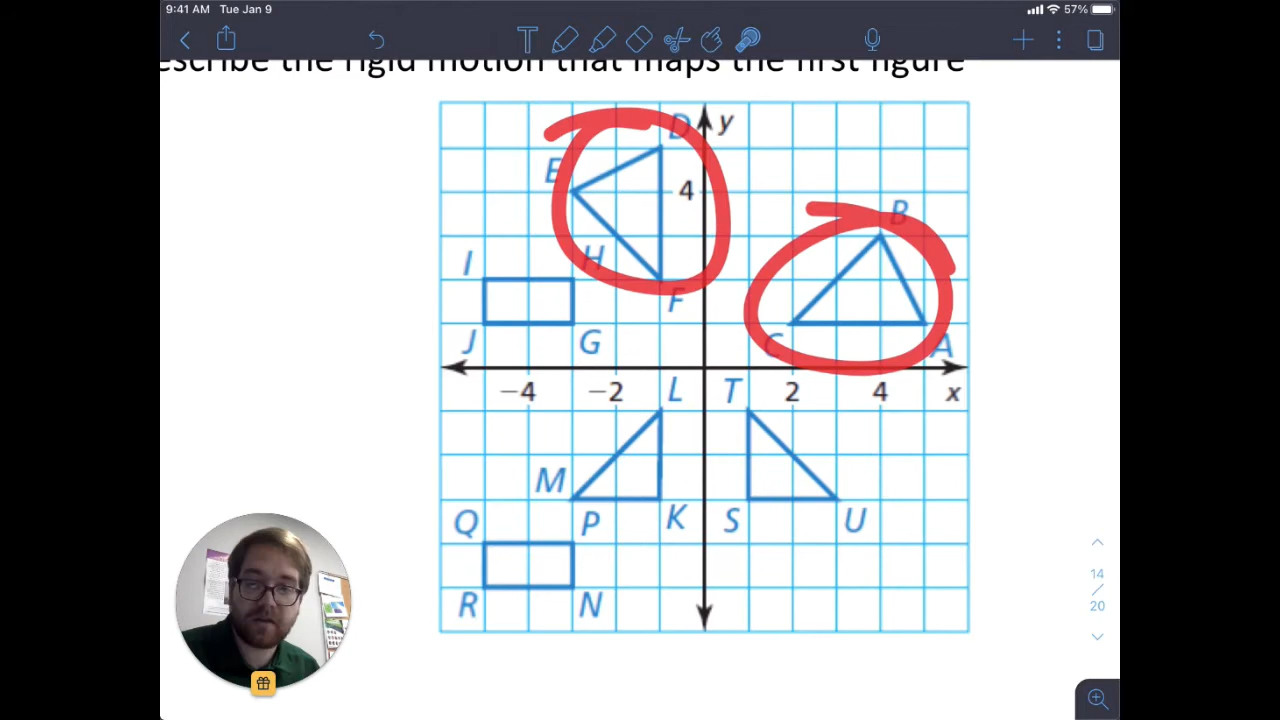 9:41 AM Tue Jan 9
57%
T
escribe the rigid motion that maps the first figure
D
y
E
4
B
H
I
F
J
G
C
A
−4
−2
L
T
2
4
x
M
Q
P
K
S
U
R
N
14
/
20